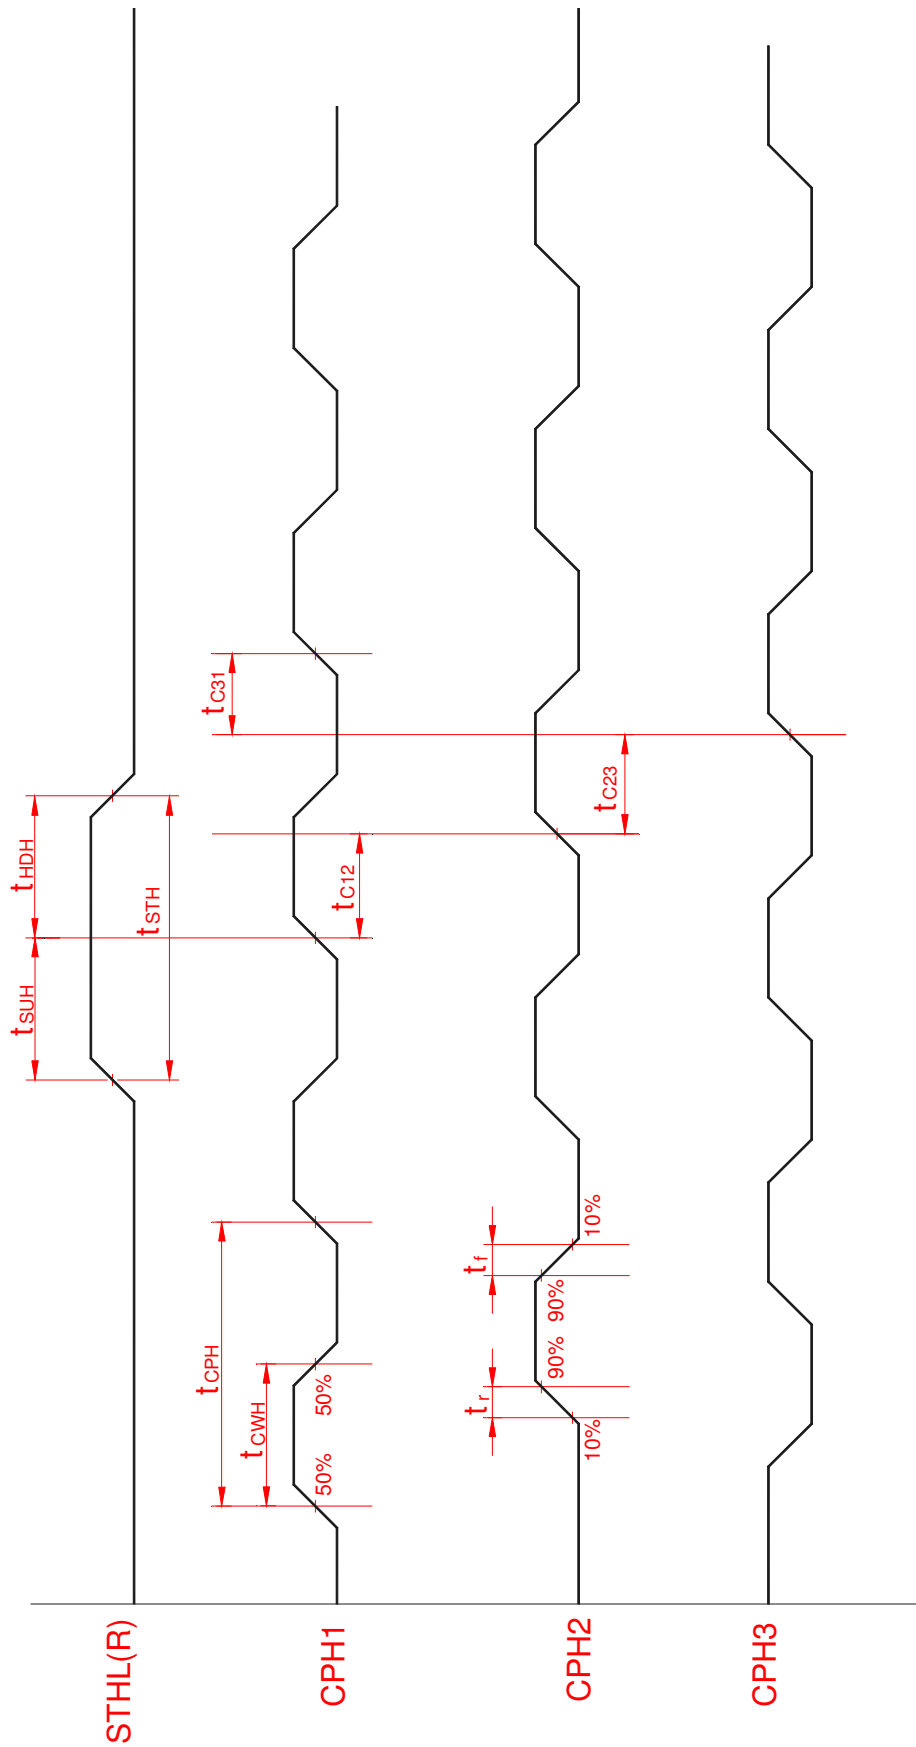 STHL(R)
tSUH
tHDH
tSTH
CPH1
tCPH
tCWH
50%
50%
tC12
tC31
CPH2
tr
tf
10%
90%
90%
10%
tC23
CPH3